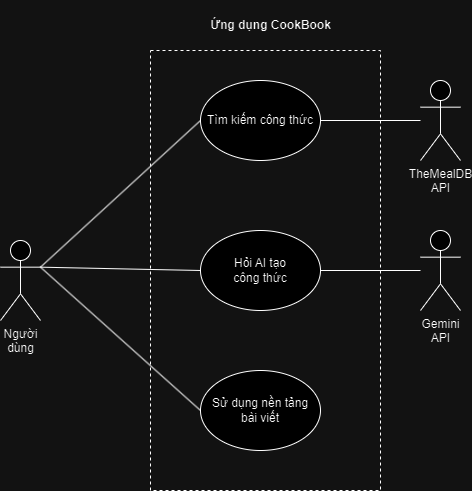 Ứng dụng CookBook
Tìm kiếm công thức
TheMealDB
API
Hỏi AI tạo
công thức
Người
dùng
Gemini
API
Sử dụng nền tảng
bài viết